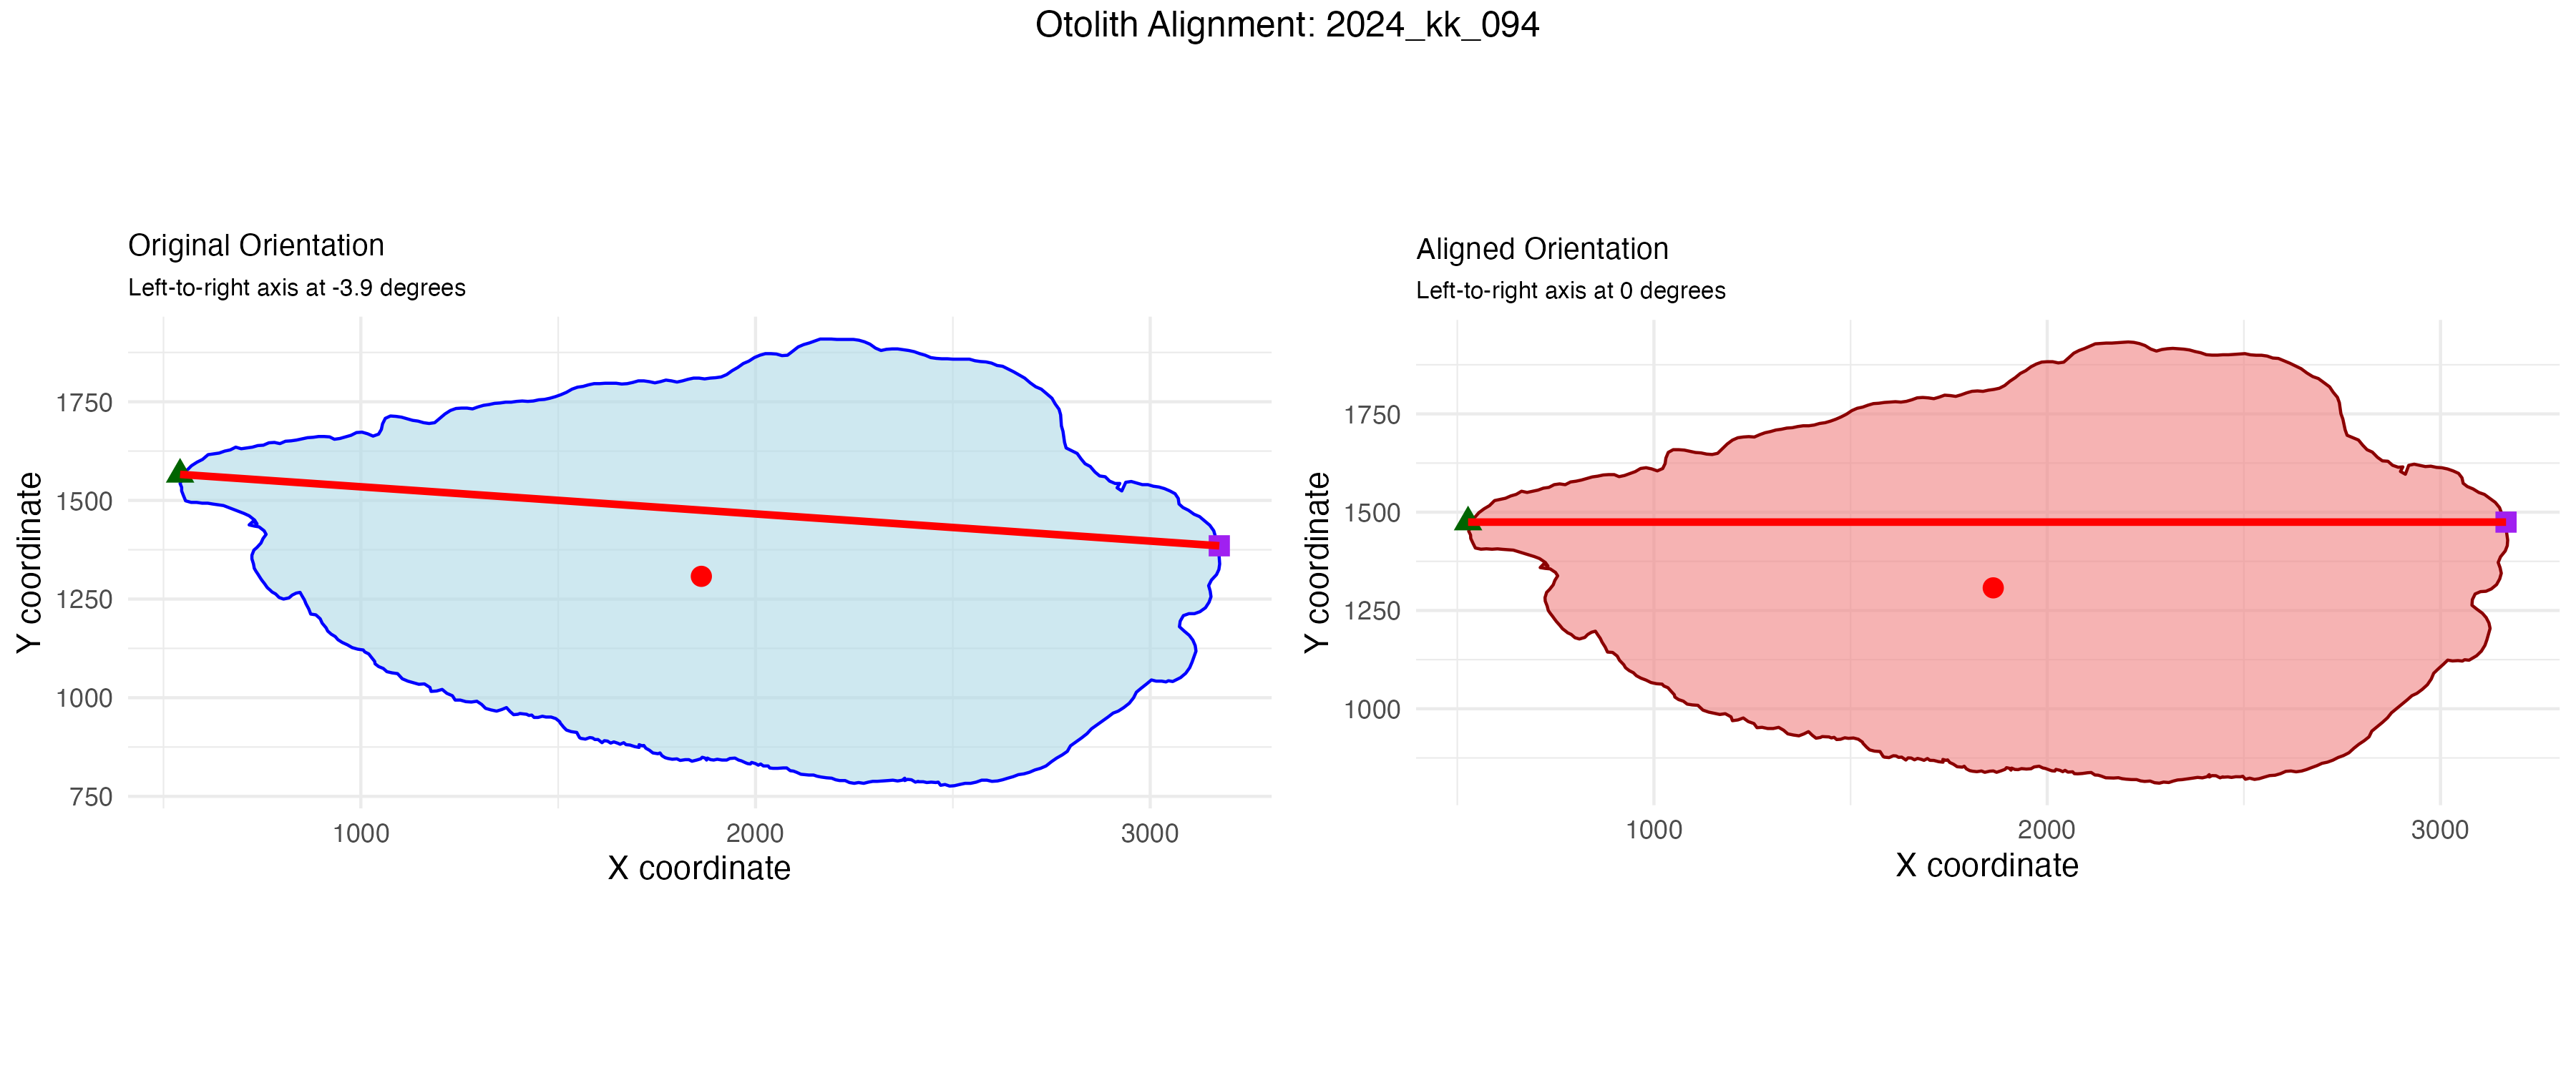 Otolith Alignment: 2024_kk_094
Original Orientation
Left-to-right axis at -3.9 degrees
Y coordinate
1750
1500
1250
1000
750
1000
2000
3000
X coordinate
Aligned Orientation
Left-to-right axis at 0 degrees
Y coordinate
1750
1500
1250
1000
1000
2000
3000
X coordinate